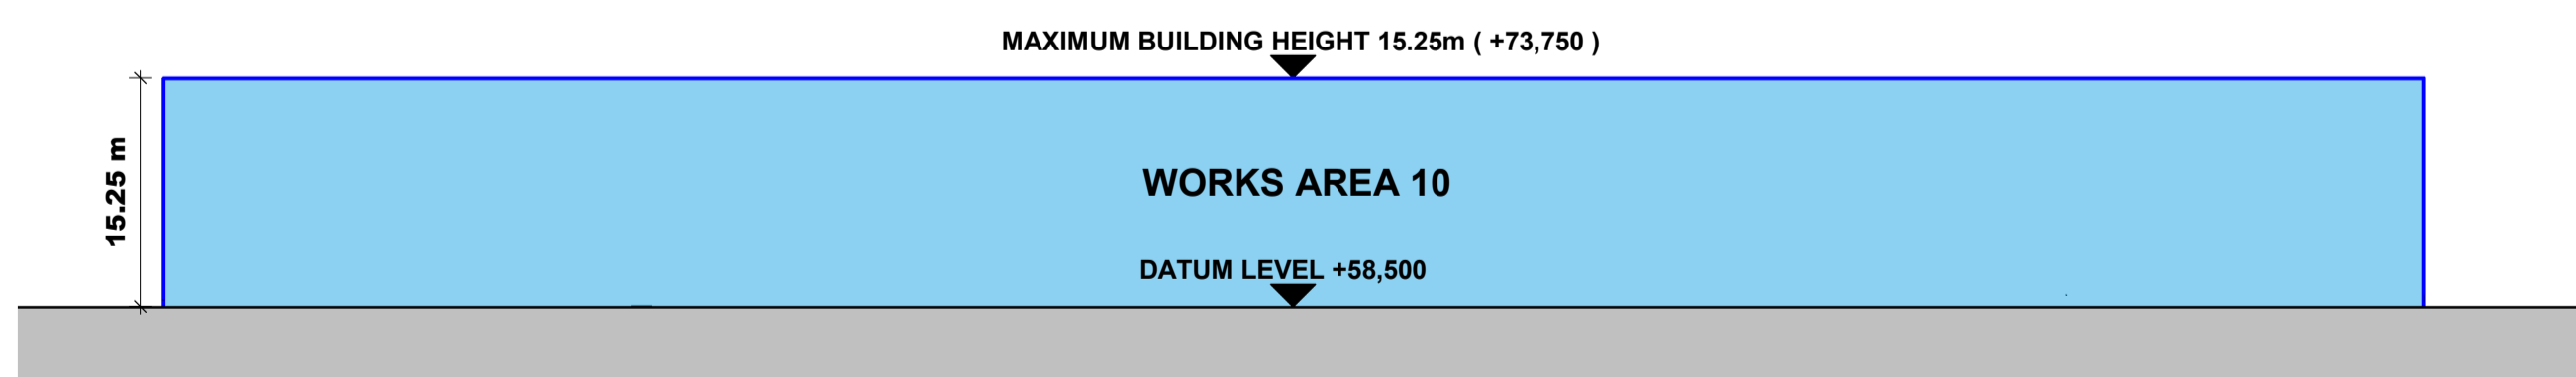 MAXIMUM BUILDING HEIGHT 15.25m ( +73,750 )
15.25 m
WORKS AREA 10
DATUM LEVEL +58,500